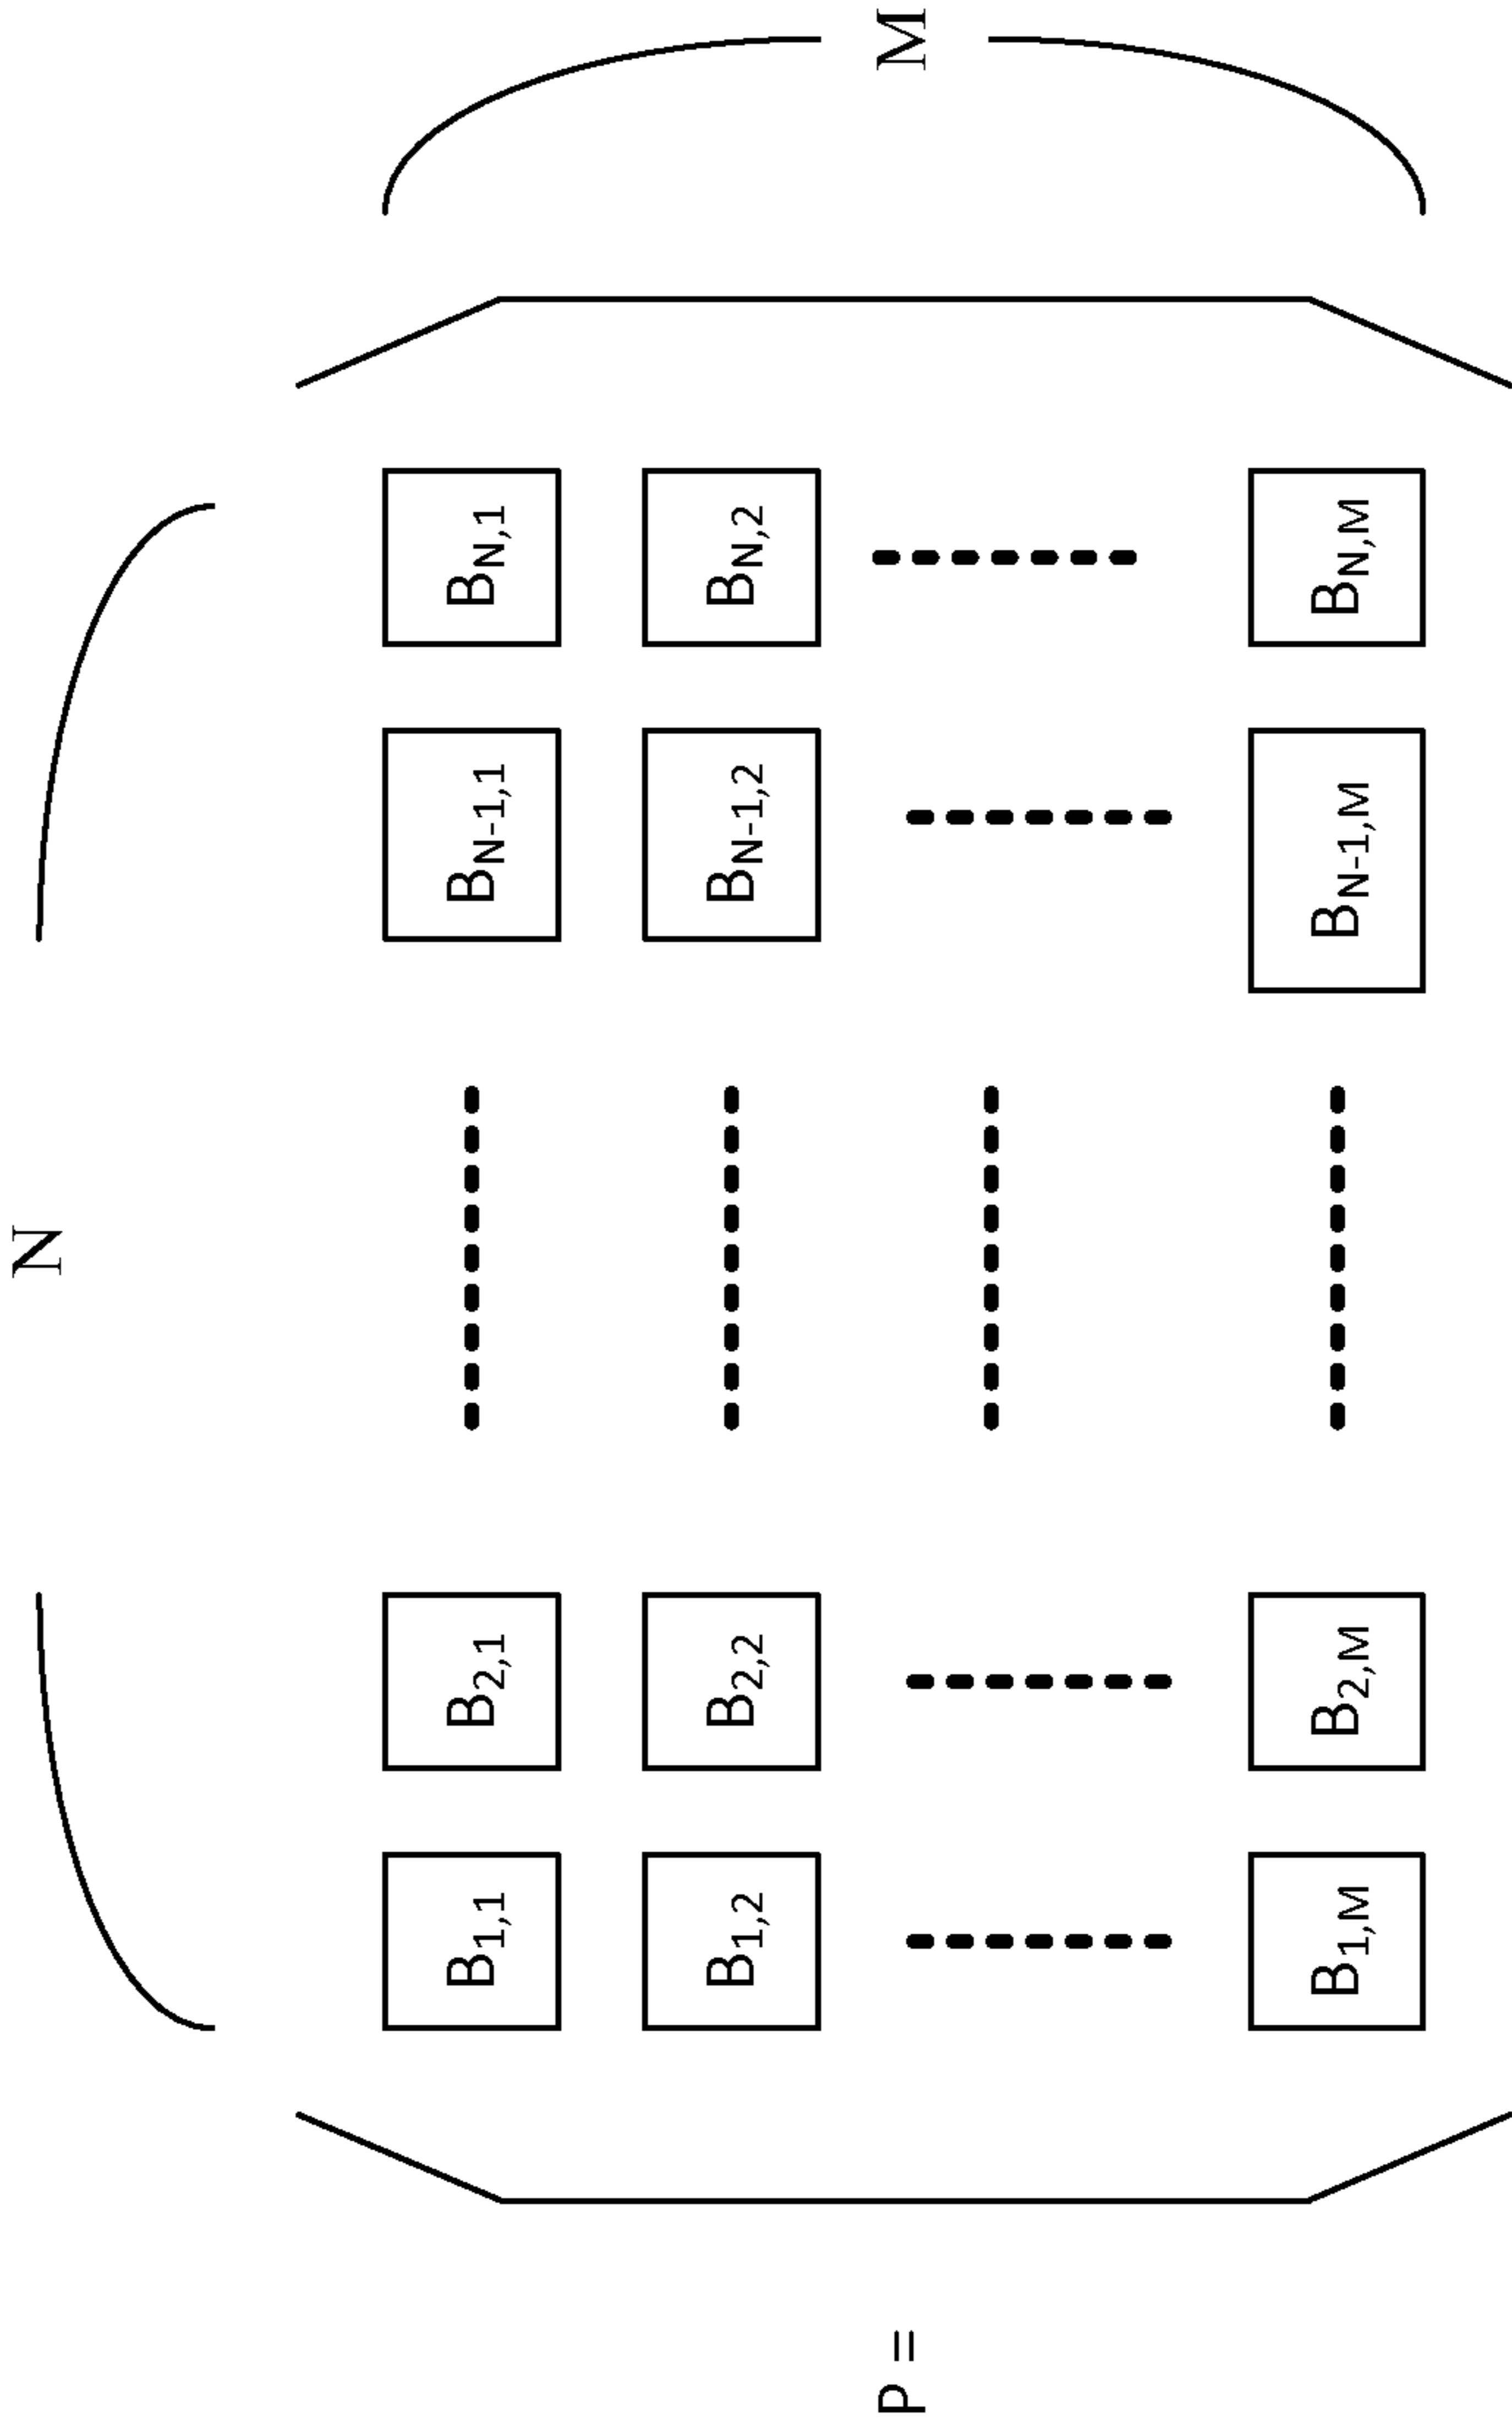 N
B1,1 B2,1 BN-1,1 BN,1
B1,2 B2,2 BN-1,2 BN,2
P = M
B1,M B2,M BN-1,M BN,M